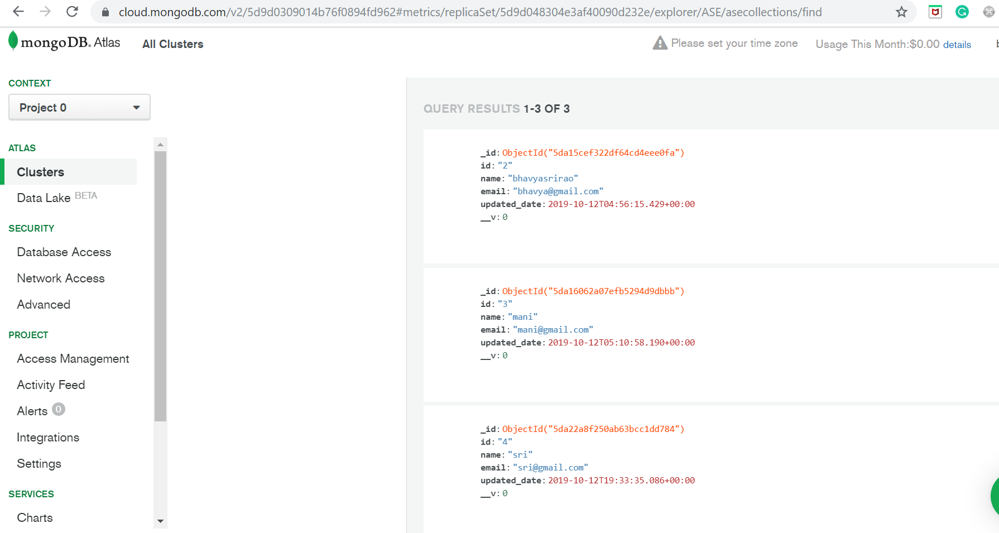 cloud.mongodb.com/v2/5d9d0309014b76f0894fd962#metrics/replicaSet/5d9d048304e3af40090d232e/explorer/ASE/asecollections/find
mongoDB. Atlas
All Clusters
Please set your time zone
Usage This Month:$0.00 details
CONTEXT
Project 0
ATLAS
Clusters
Data Lake BETA
SECURITY
Database Access
Network Access
Advanced
PROJECT
Access Management
Activity Feed
Alerts 0
Integrations
Settings
SERVICES
Charts
QUERY RESULTS 1-3 OF 3
_id: ObjectId("5da15cef322df64cd4eee0fa")
id: "2"
name: "bhavyasrirao"
email: "bhavya@gmail.com"
updated_date: 2019-10-12T04:56:15.429+00:00
__v: 0
_id: ObjectId("5da16062a07efb5294d9dbbb")
id: "3"
name: "mani"
email: "mani@gmail.com"
updated_date: 2019-10-12T05:10:58.190+00:00
__v: 0
_id: ObjectId("5da22a8f250ab63bcc1dd784")
id: "4"
name: "sri"
email: "sri@gmail.com"
updated_date: 2019-10-12T19:33:35.086+00:00
__v: 0